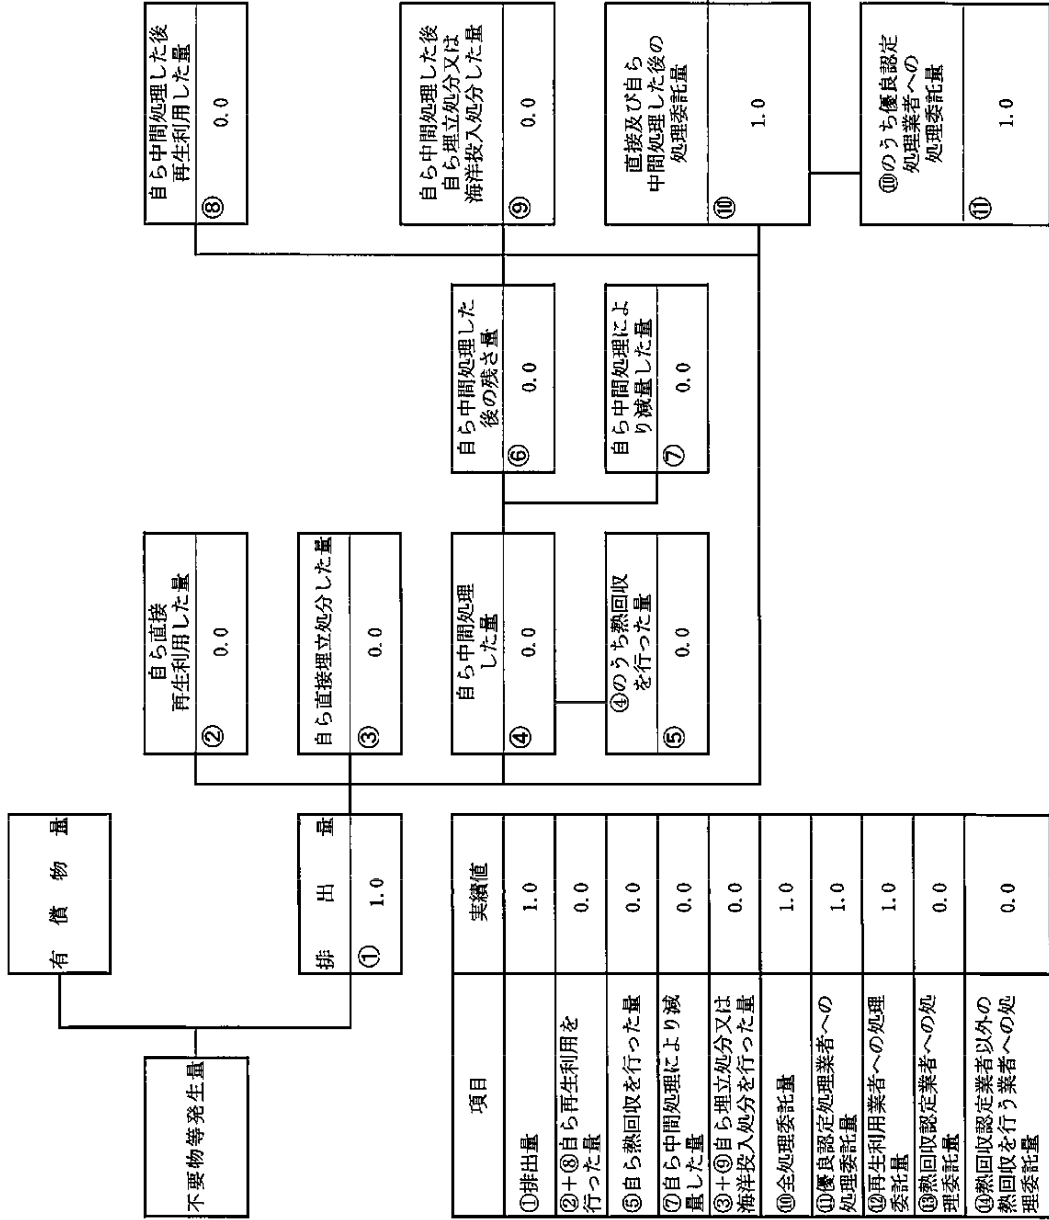 不要物等発生量
有償物量
排出量
① 1.0
自ら直接
再生利用した量
② 0.0
自ら直接埋立処分した量
③ 0.0
自ら中間処理
した量
④ 0.0
④のうち熱回収
を行った量
⑤ 0.0
自ら中間処理した
後の残さ量
⑥ 0.0
自ら中間処理によ
り減量した量
⑦ 0.0
自ら中間処理した後
再生利用した量
⑧ 0.0
自ら中間処理した後
自ら埋立処分又は
海洋投入処分した量
⑨ 0.0
直接及び自ら
中間処理した後の
処理委託量
⑩ 1.0
⑩のうち優良認定
処理業者への
処理委託量
⑪ 1.0
項目 実績値
①排出量 1.0
②+⑧自ら再生利用を
行った量 0.0
⑤自ら熱回収を行った量 0.0
⑦自ら中間処理により減
量した量 0.0
③+⑨自ら埋立処分又は
海洋投入処分を行った量 0.0
⑩全処理委託量 1.0
⑪優良認定処理業者への
処理委託量 1.0
⑫再生利用業者への処理
委託量 1.0
⑬熱回収認定業者への処
理委託量 0.0
⑭熱回収認定業者以外の
熱回収を行う業者への処
理委託量 0.0